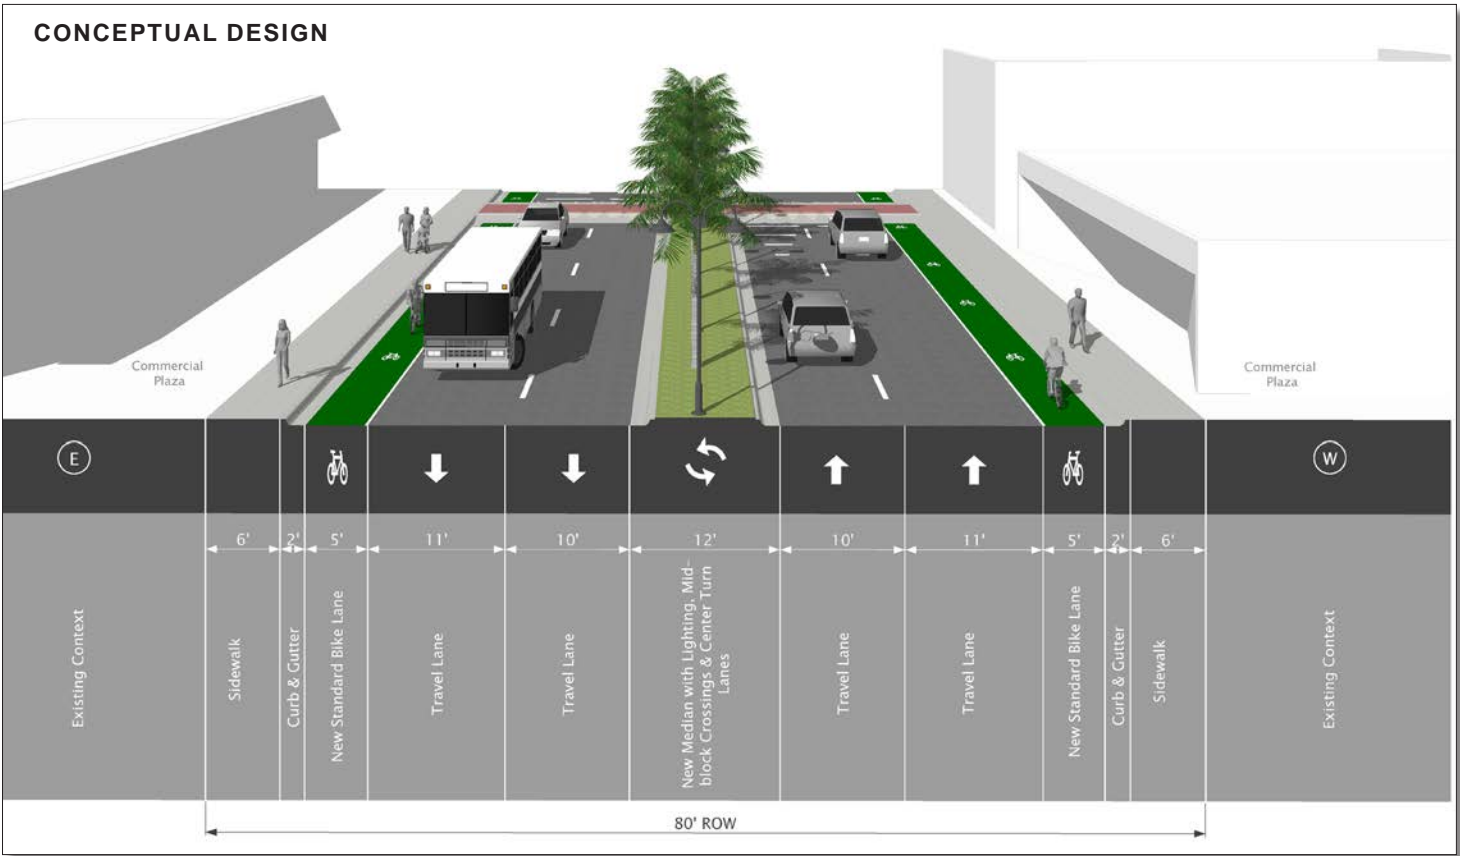 CONCEPTUAL DESIGN
Commercial
Plaza
Commercial
Plaza
E
W
6'
2'
5'
11'
10'
12'
10'
11'
5'
2'
6'
Existing Context
Sidewalk
Curb & Gutter
New Standard Bike Lane
Travel Lane
Travel Lane
New Median with Lighting, Mid-
block Crossings & Center Turn
Lanes
Travel Lane
Travel Lane
New Standard Bike Lane
Curb & Gutter
Sidewalk
Existing Context
80' ROW